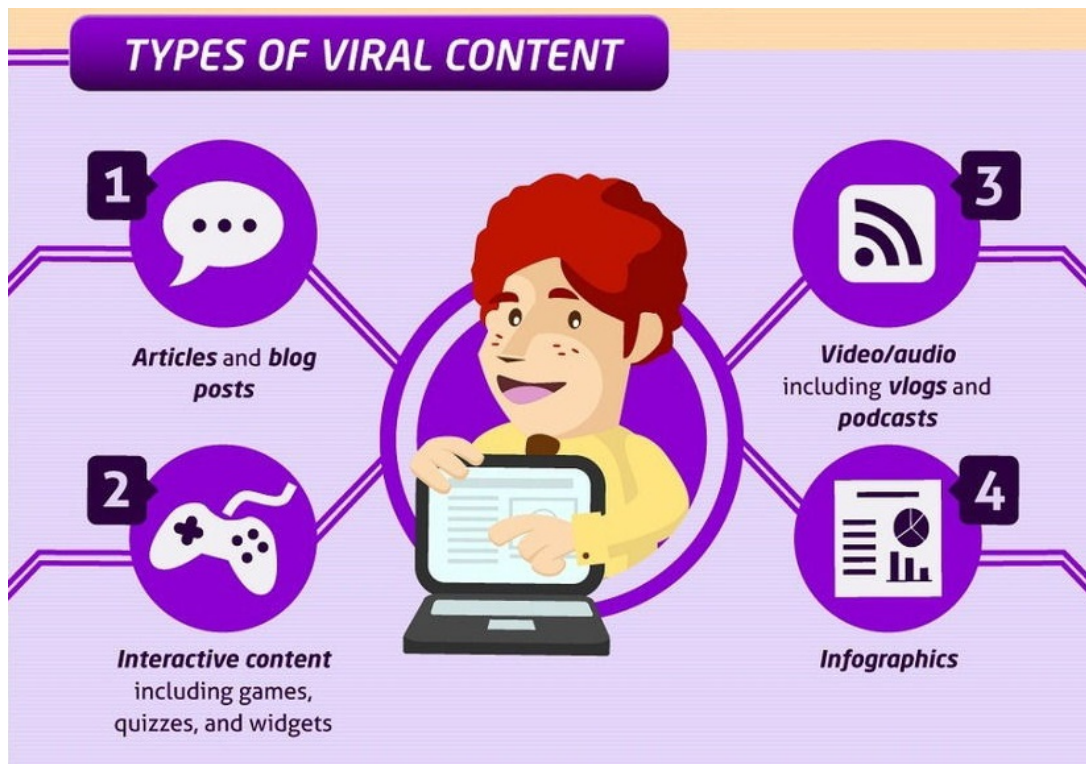 TYPES OF VIRAL CONTENT
1
Articles and blog
posts
2
Interactive content
including games,
quizzes, and widgets
3
Video/audio
including vlogs and
podcasts
4
Infographics